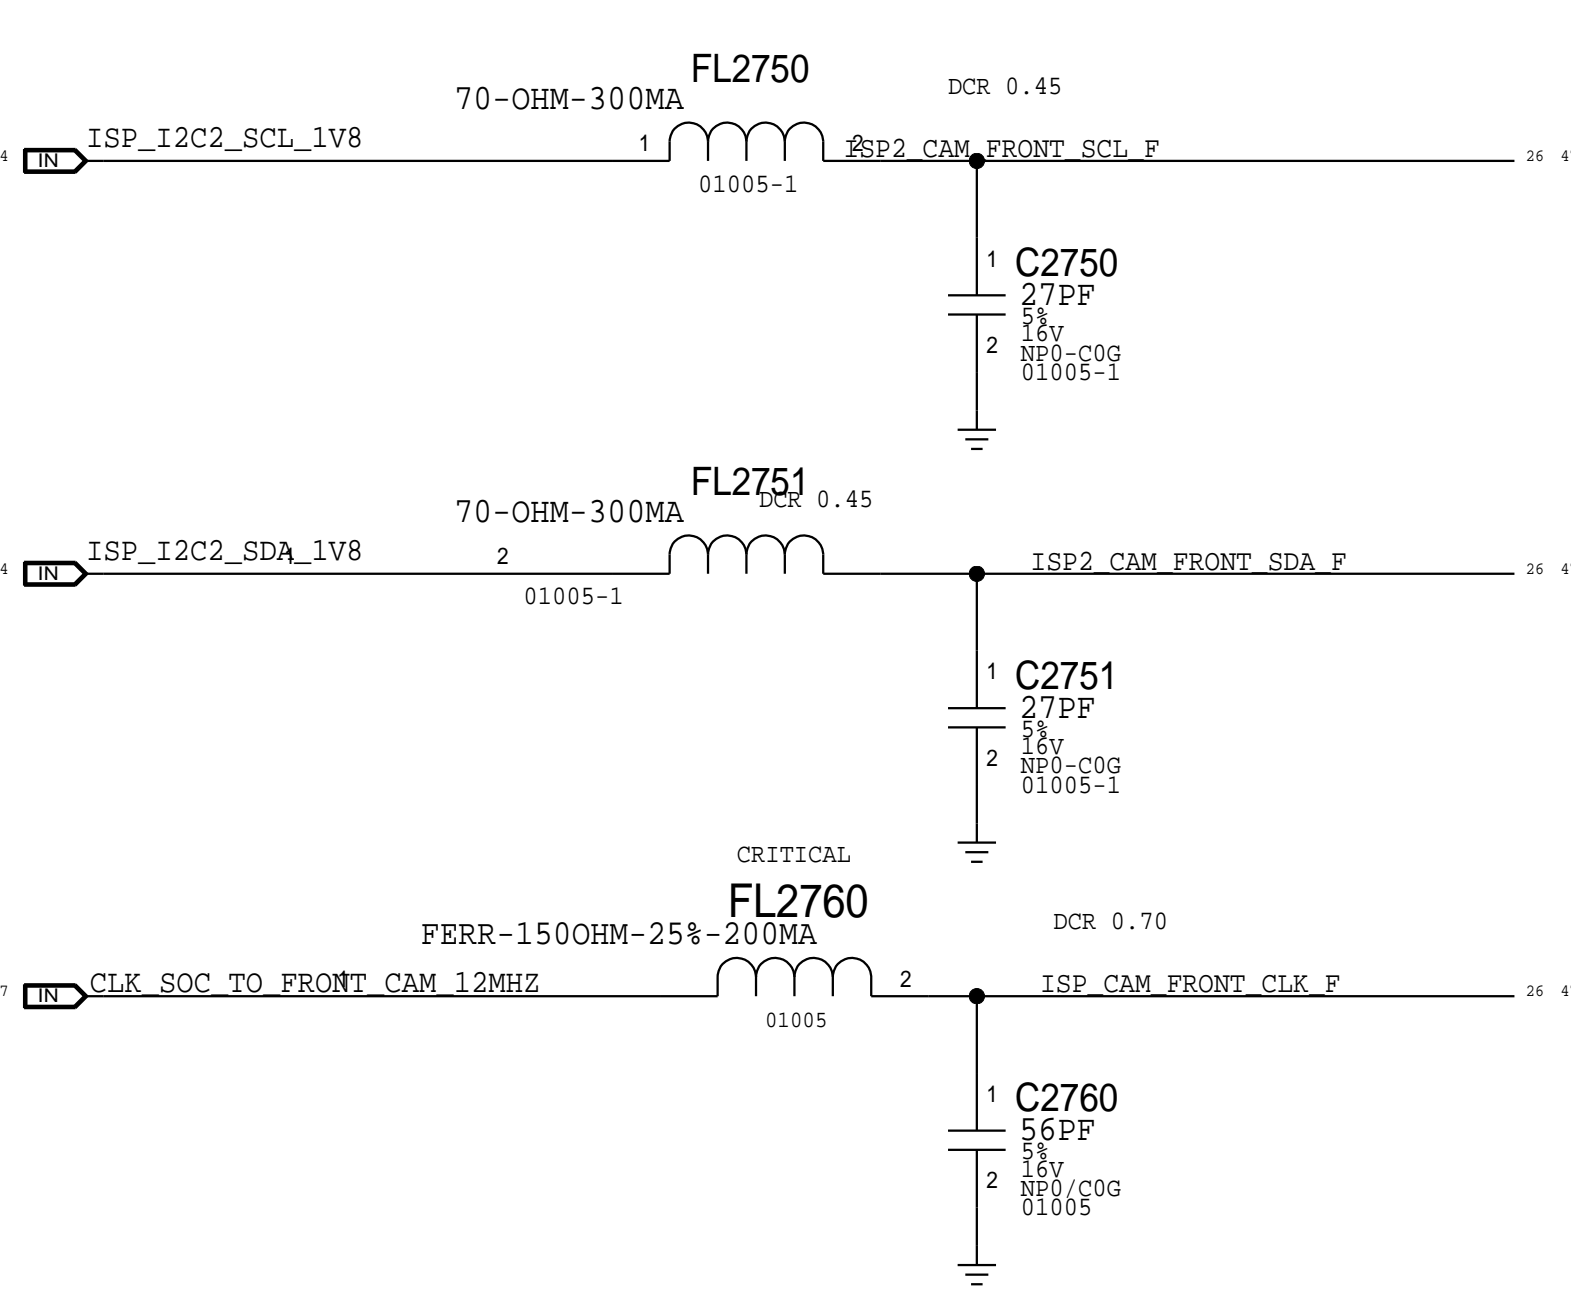 FL2750
DCR 0.45
70-OHM-300MA
ISP_I2C2_SCL_1V8
1
2
ISP2_CAM_FRONT_SCL_F
4
IN
26
01005-1
1
C2750
27PF
5%
16V
2
NP0-C0G
01005-1
FL2751
DCR 0.45
70-OHM-300MA
ISP_I2C2_SDA_1V8
1
2
ISP2_CAM_FRONT_SDA_F
4
IN
26
01005-1
1
C2751
27PF
5%
16V
2
NP0-C0G
01005-1
CRITICAL
FL2760
DCR 0.70
FERR-150OHM-25%-200MA
CLK_SOC_TO_FRONT_CAM_12MHZ
1
2
ISP_CAM_FRONT_CLK_F
7
IN
26
01005
1
C2760
56PF
5%
16V
2
NP0/C0G
01005